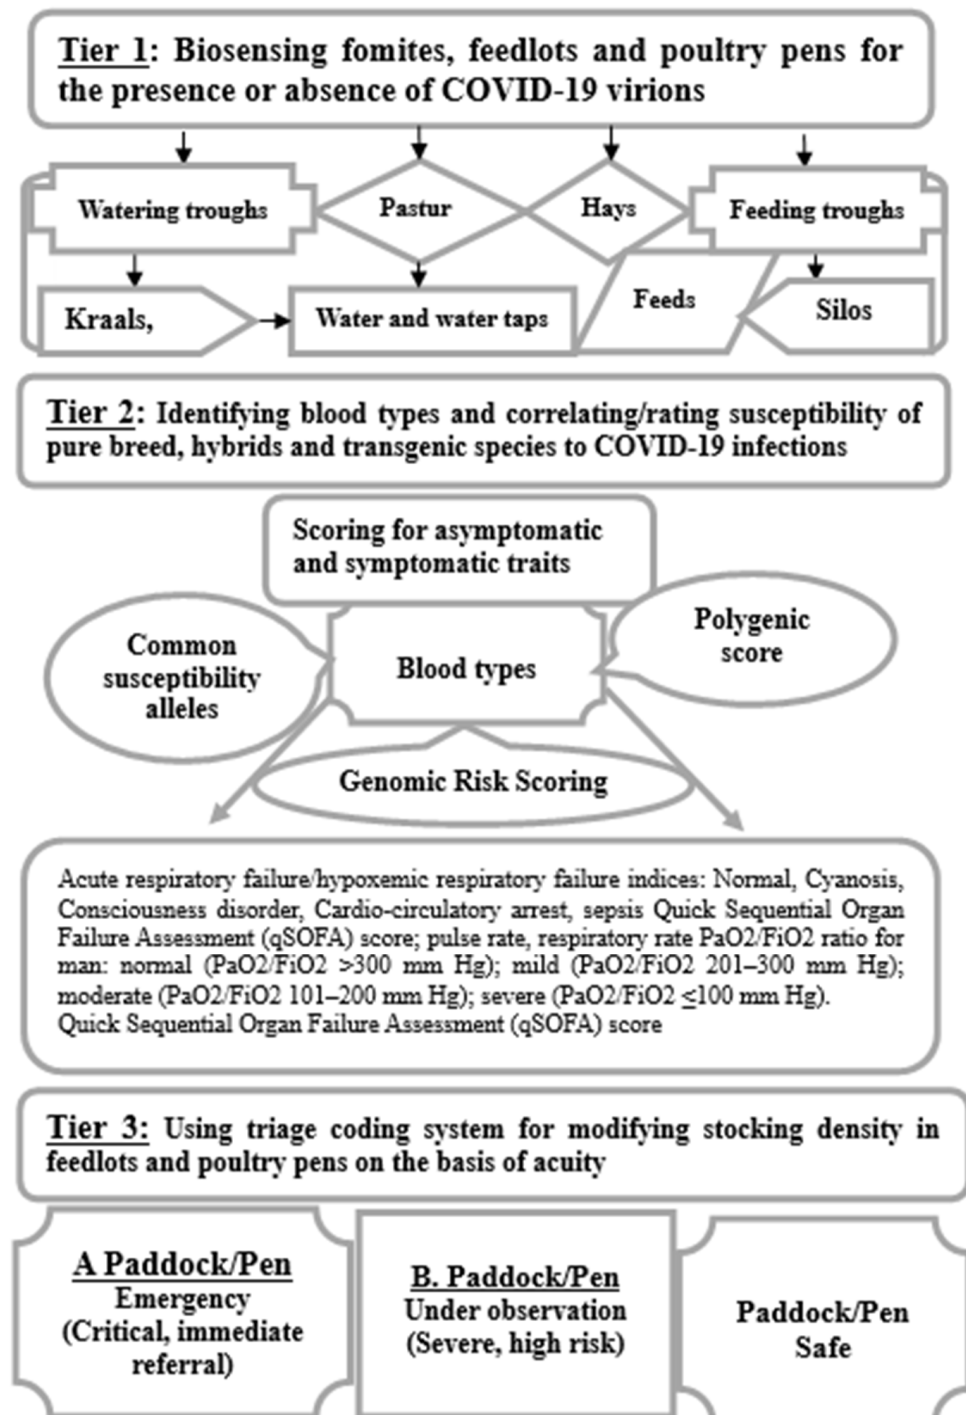 Tier 1: Biosensing fomites, feedlots and poultry pens for
the presence or absence of COVID-19 virions
Watering troughs
Pastur
Hays
Feeding troughs
Kraals,
Water and water taps
Feeds
Silos
Tier 2: Identifying blood types and correlating/rating susceptibility of
pure breed, hybrids and transgenic species to COVID-19 infections
Scoring for asymptomatic
and symptomatic traits
Common
susceptibility
alleles
Blood types
Polygenic
score
Genomic Risk Scoring
Acute respiratory failure/hypoxemic respiratory failure indices: Normal, Cyanosis,
Consciousness disorder, Cardio-circulatory arrest, sepsis Quick Sequential Organ
Failure Assessment (qSOFA) score; pulse rate, respiratory rate PaO2/FiO2 ratio for
man: normal (PaO2/FiO2 >300 mm Hg); mild (PaO2/FiO2 201–300 mm Hg);
moderate (PaO2/FiO2 101–200 mm Hg); severe (PaO2/FiO2 ≤100 mm Hg).
Quick Sequential Organ Failure Assessment (qSOFA) score
Tier 3: Using triage coding system for modifying stocking density in
feedlots and poultry pens on the basis of acuity
A Paddock/Pen
Emergency
(Critical, immediate
referral)
B. Paddock/Pen
Under observation
(Severe, high risk)
Paddock/Pen
Safe